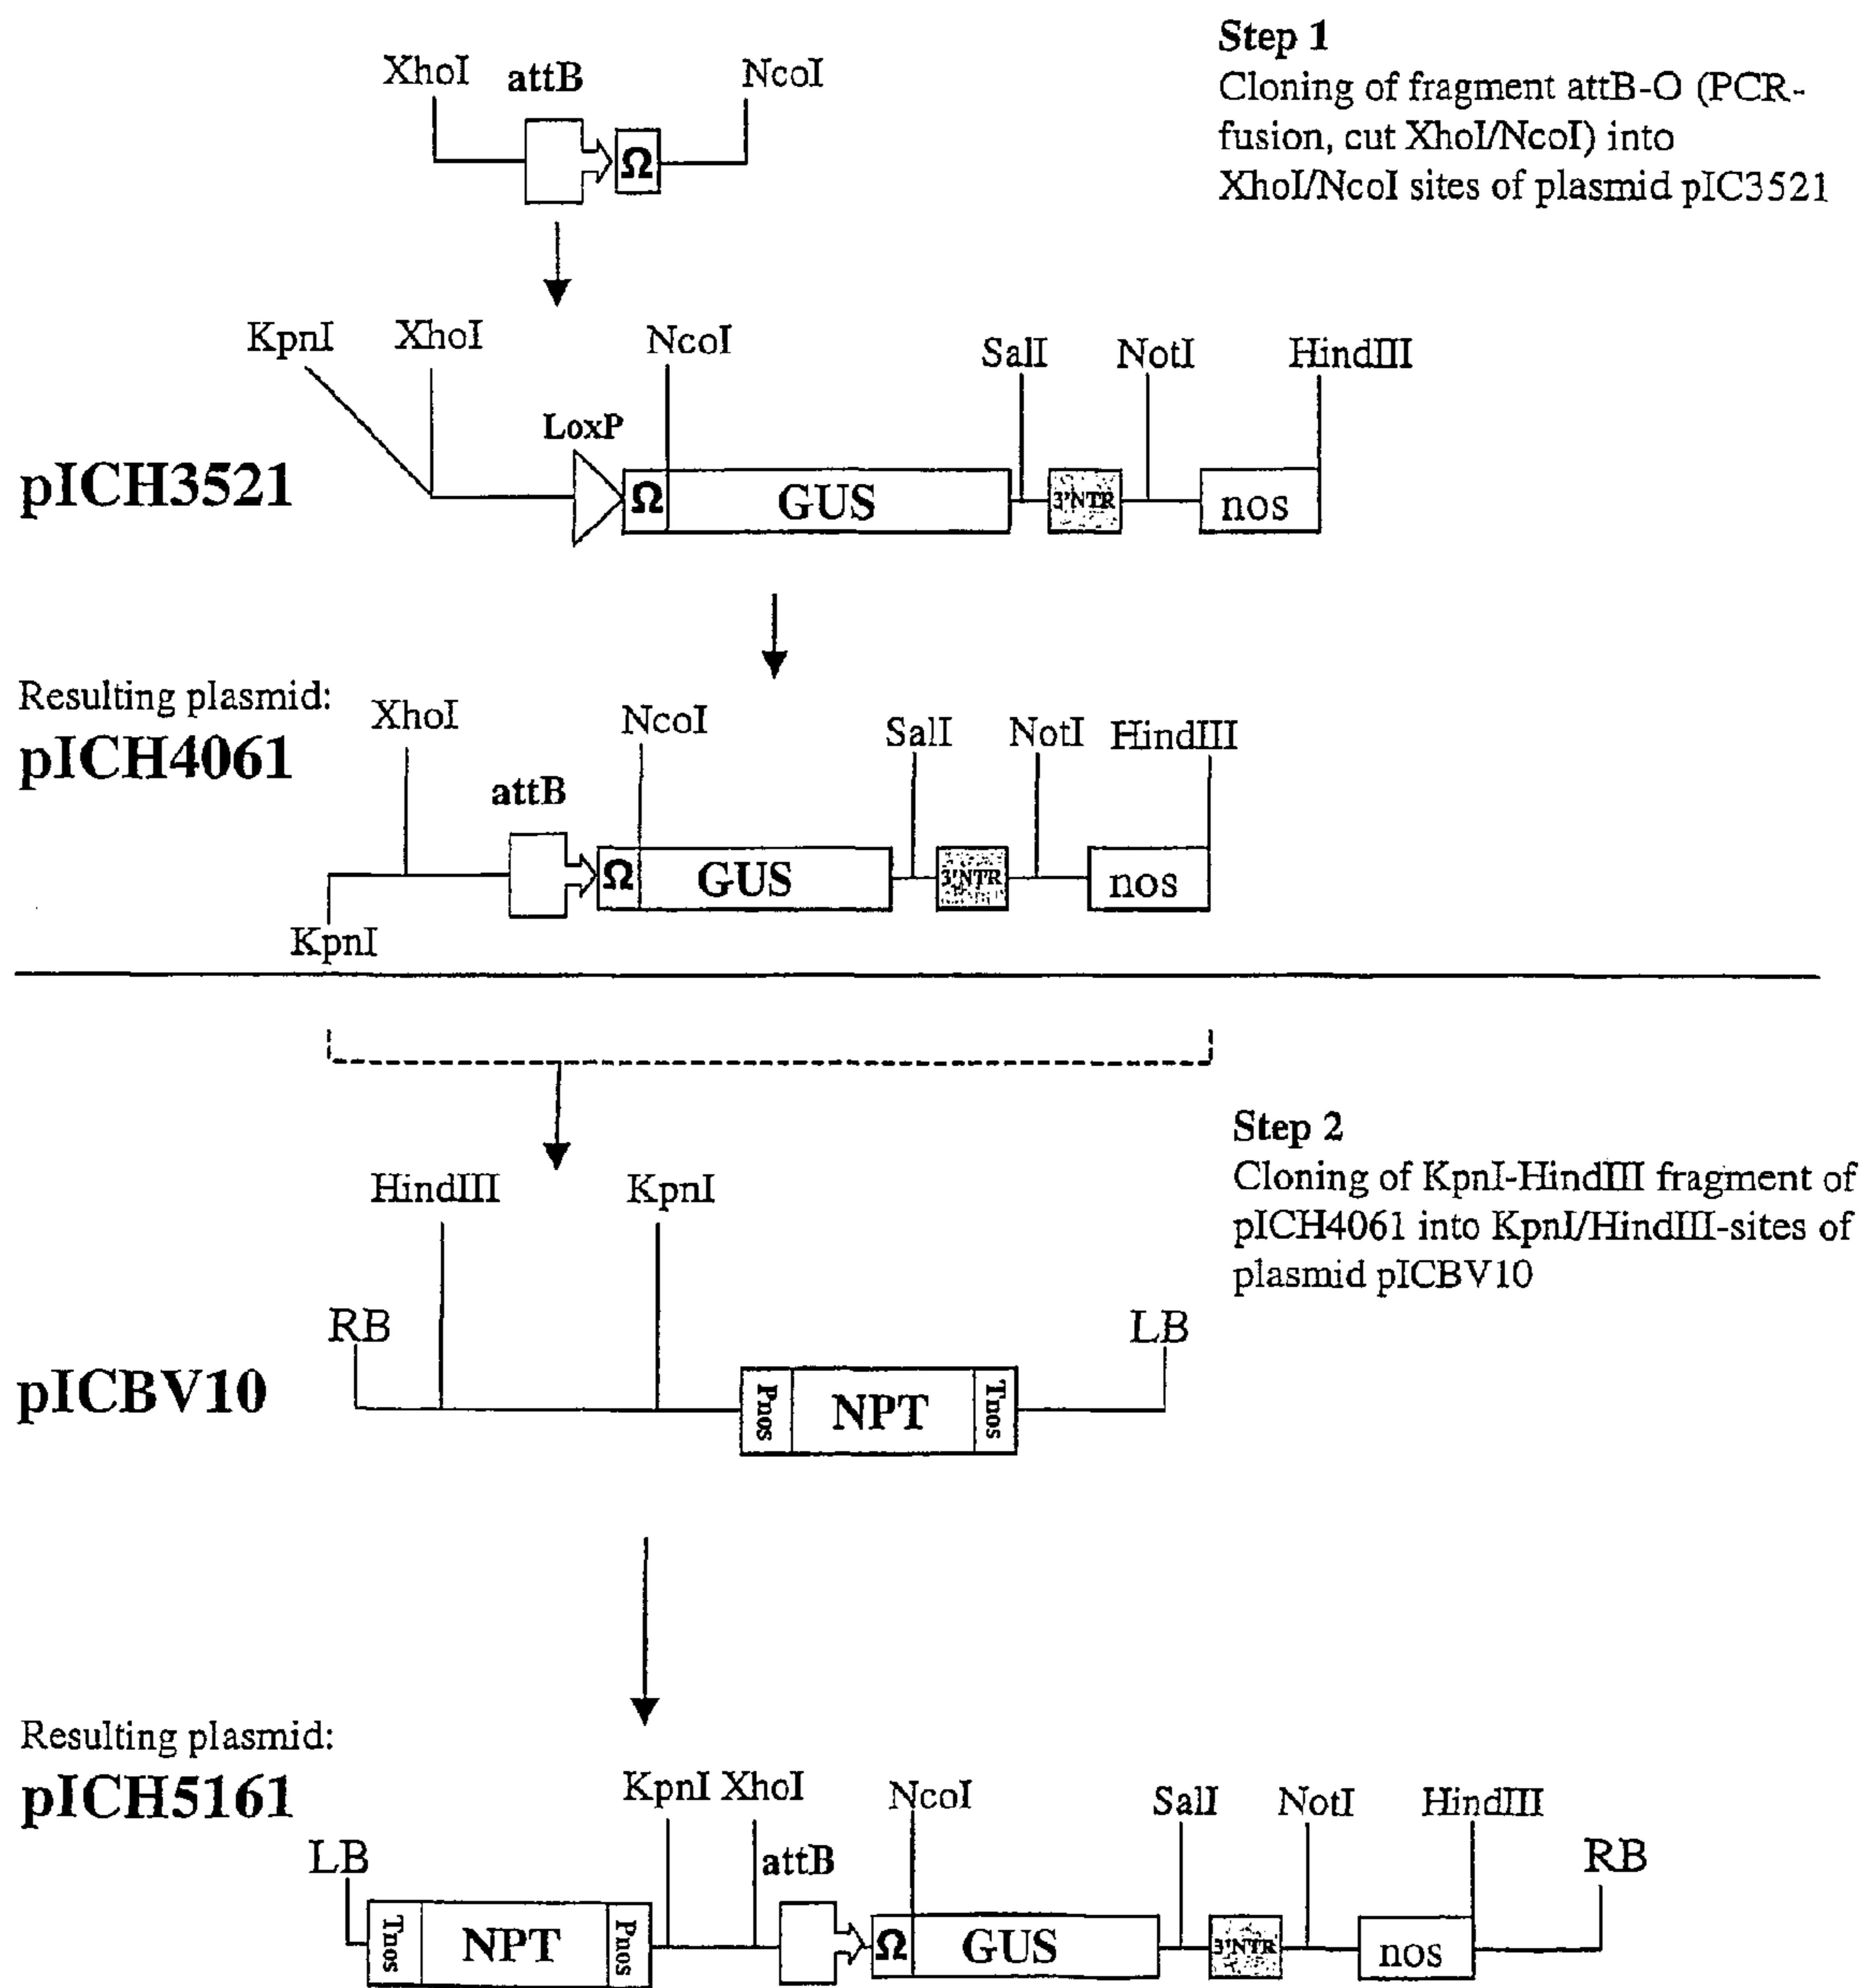 XhoI attB NcoI
Ω
Step 1
Cloning of fragment attB-O (PCR-
fusion, cut XhoI/NcoI) into
XhoI/NcoI sites of plasmid pIC3521
KpnI XhoI NcoI SalI NotI HindIII
LoxP
pICH3521
Ω GUS 3'NTR nos
Resulting plasmid:
pICH4061
XhoI NcoI SalI NotI HindIII
attB
Ω GUS 3'NTR nos
KpnI
Step 2
Cloning of KpnI-HindIII fragment of
pICH4061 into KpnI/HindIII-sites of
plasmid pICBV10
HindIII KpnI
RB LB
pICBV10
Pnos NPT Tnos
Resulting plasmid:
pICH5161
KpnI XhoI NcoI SalI NotI HindIII
LB attB RB
Tnos NPT Pnos Ω GUS 3'NTR nos